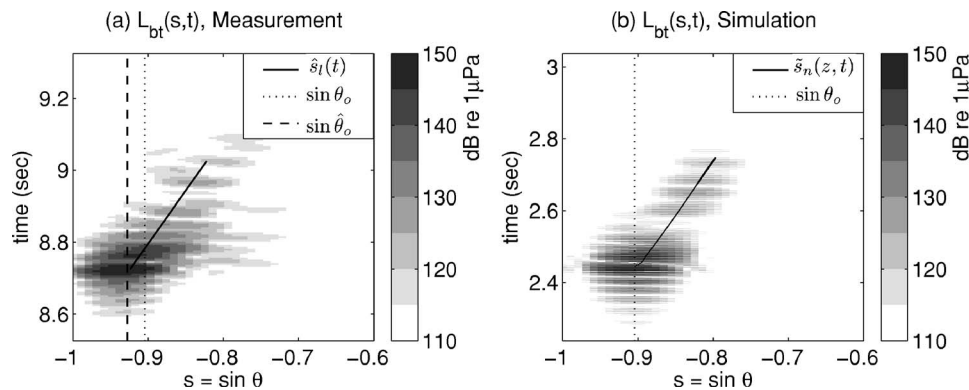 (a) L_bt(s,t), Measurement
ŝ_l(t)
sin θ_o
sin θ̂_o
9.2
9
8.8
8.6
time (sec)
−1
−0.9
−0.8
−0.7
−0.6
s = sin θ
150
140
130
120
110
dB re 1μPa
(b) L_bt(s,t), Simulation
s̃_n(z, t)
sin θ_o
3
2.8
2.6
2.4
time (sec)
−1
−0.9
−0.8
−0.7
−0.6
s = sin θ
150
140
130
120
110
dB re 1μPa